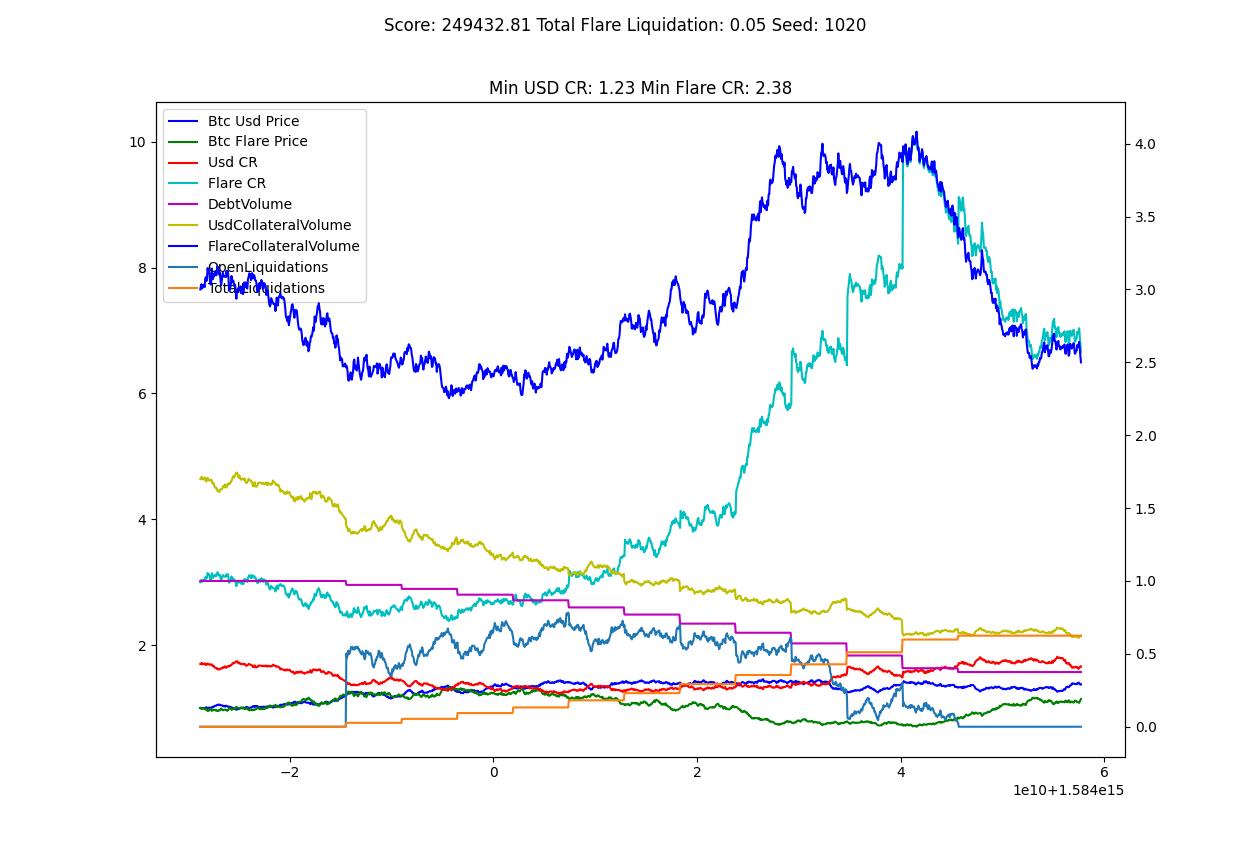 Score: 249432.81 Total Flare Liquidation: 0.05 Seed: 1020
Min USD CR: 1.23 Min Flare CR: 2.38
Btc Usd Price
Btc Flare Price
Usd CR
Flare CR
DebtVolume
UsdCollateralVolume
FlareCollateralVolume
OpenLiquidations
TotalLiquidations
10
8
6
4
2
4.0
3.5
3.0
2.5
2.0
1.5
1.0
0.5
0.0
−2
0
2
4
6
1e10+1.584e15